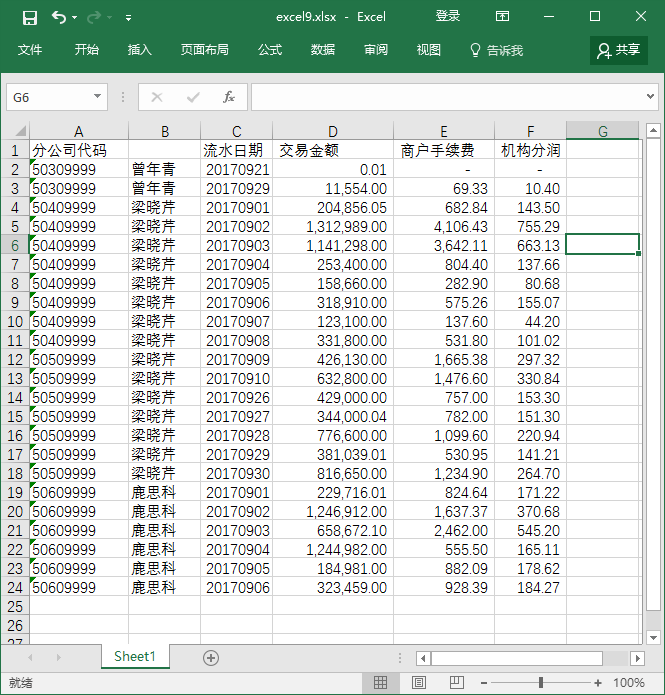 excel9.xlsx - Excel 登录
文件 开始 插入 页面布局 公式 数据 审阅 视图 告诉我 共享
G6 fx
A B C D E F G
1 分公司代码 流水日期 交易金额 商户手续费 机构分润
2 50309999 曾年青 20170921 0.01 - -
3 50309999 曾年青 20170929 11,554.00 69.33 10.40
4 50409999 梁晓芹 20170901 204,856.05 682.84 143.50
5 50409999 梁晓芹 20170902 1,312,989.00 4,106.43 755.29
6 50409999 梁晓芹 20170903 1,141,298.00 3,642.11 663.13
7 50409999 梁晓芹 20170904 253,400.00 804.40 137.66
8 50409999 梁晓芹 20170905 158,660.00 282.90 80.68
9 50409999 梁晓芹 20170906 318,910.00 575.26 155.07
10 50409999 梁晓芹 20170907 123,100.00 137.60 44.20
11 50409999 梁晓芹 20170908 331,800.00 531.80 101.02
12 50509999 梁晓芹 20170909 426,130.00 1,665.38 297.32
13 50509999 梁晓芹 20170910 632,800.00 1,476.60 330.84
14 50509999 梁晓芹 20170926 429,000.00 757.00 153.30
15 50509999 梁晓芹 20170927 344,000.04 782.00 151.30
16 50509999 梁晓芹 20170928 776,600.00 1,099.60 220.94
17 50509999 梁晓芹 20170929 381,039.01 530.95 141.21
18 50509999 梁晓芹 20170930 816,650.00 1,234.90 264.70
19 50609999 鹿思科 20170901 229,716.01 824.64 171.22
20 50609999 鹿思科 20170902 1,246,912.00 1,637.37 370.68
21 50609999 鹿思科 20170903 658,672.10 2,462.00 545.20
22 50609999 鹿思科 20170904 1,244,982.00 555.50 165.11
23 50609999 鹿思科 20170905 184,981.00 882.09 178.62
24 50609999 鹿思科 20170906 323,459.00 928.39 184.27
25
26
27
Sheet1
就绪 100%